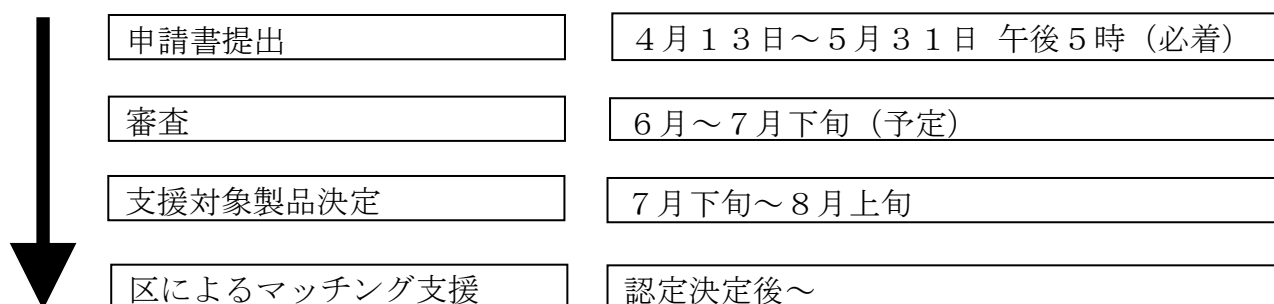 申請書提出 ４月１３日～５月３１日 午後５時（必着）
審査 ６月～７月下旬（予定）
支援対象製品決定 ７月下旬～８月上旬
区によるマッチング支援 認定決定後～